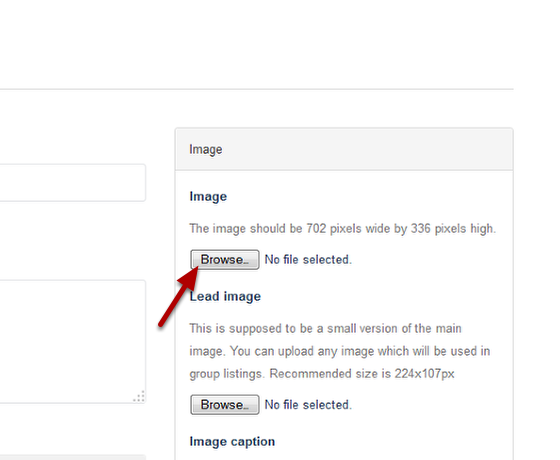 Image
Image
The image should be 702 pixels wide by 336 pixels high.
Browse... No file selected.
Lead image
This is supposed to be a small version of the main
image. You can upload any image which will be used in
group listings. Recommended size is 224x107px
Browse... No file selected.
Image caption